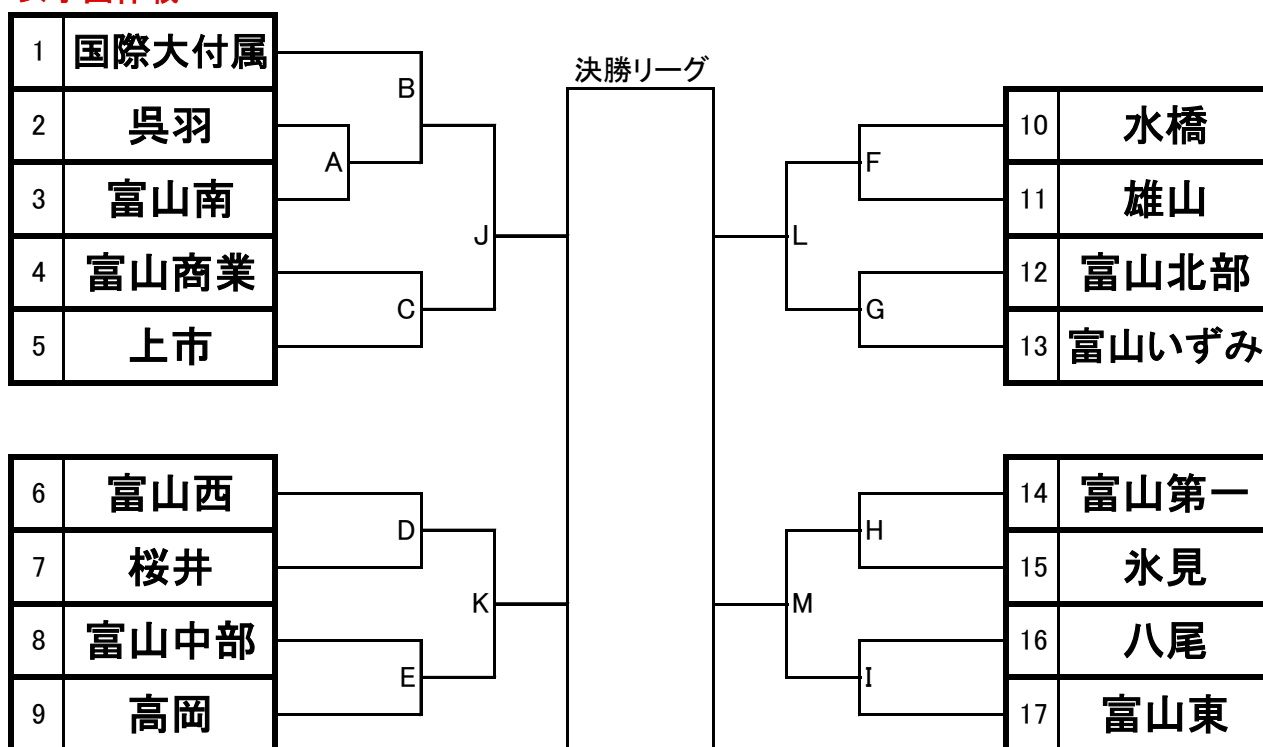 1 国際大付属
2 呉羽
3 富山南
4 富山商業
5 上市
B
A
J
C
6 富山西
7 桜井
8 富山中部
9 高岡
D
K
E
決勝リーグ
10 水橋
11 雄山
12 富山北部
13 富山いずみ
F
L
G
14 富山第一
15 氷見
16 八尾
17 富山東
H
M
I